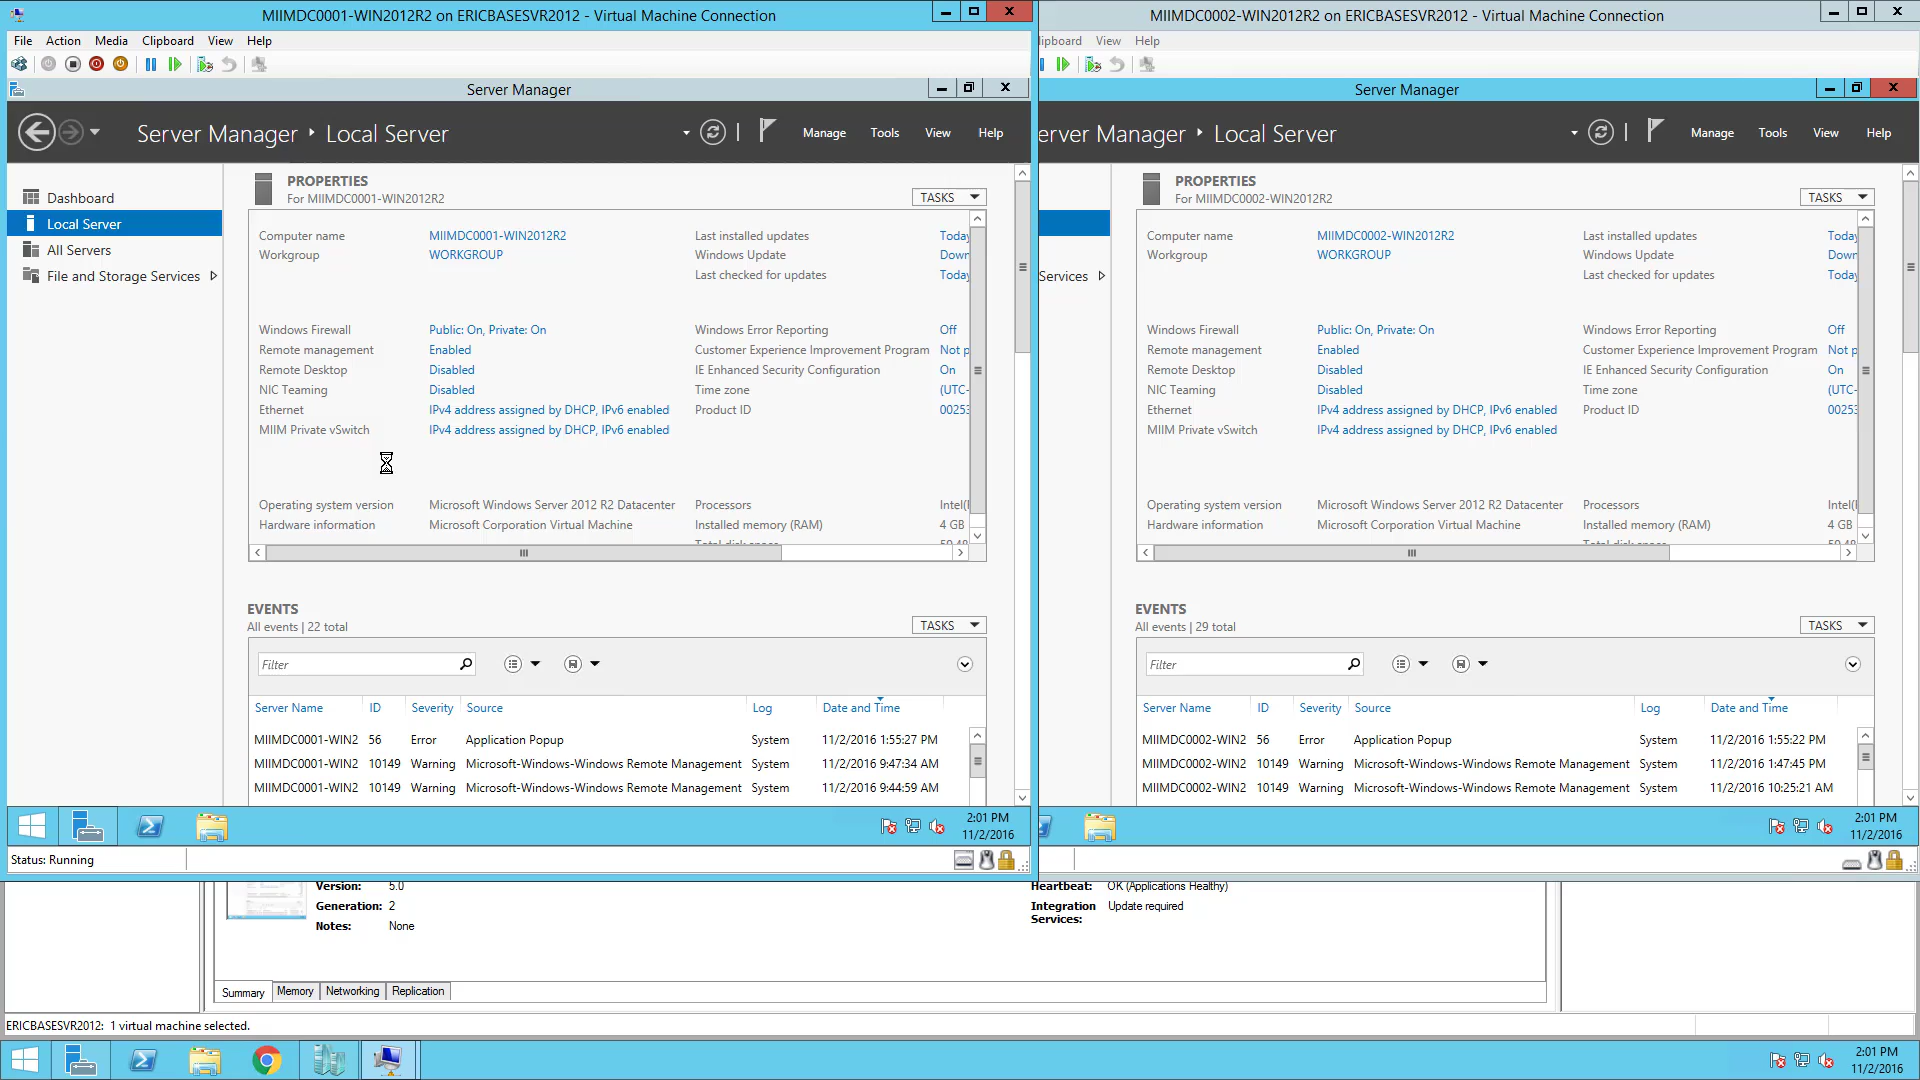 MIIMDC0001-WIN2012R2 on ERICBASESVR2012 - Virtual Machine Connection
File Action Media Clipboard View Help
Server Manager
Server Manager Local Server
Manage Tools View Help
Dashboard
Local Server
All Servers
File and Storage Services
PROPERTIES
For MIIMDC0001-WIN2012R2
TASKS
Computer name MIIMDC0001-WIN2012R2 Last installed updates Today
Workgroup WORKGROUP Windows Update Down
Last checked for updates Today
Windows Firewall Public: On, Private: On Windows Error Reporting Off
Remote management Enabled Customer Experience Improvement Program Not p
Remote Desktop Disabled IE Enhanced Security Configuration On
NIC Teaming Disabled Time zone (UTC-
Ethernet IPv4 address assigned by DHCP, IPv6 enabled Product ID 00253
MIIM Private vSwitch IPv4 address assigned by DHCP, IPv6 enabled
Operating system version Microsoft Windows Server 2012 R2 Datacenter Processors Intel(
Hardware information Microsoft Corporation Virtual Machine Installed memory (RAM) 4 GB
EVENTS
All events | 22 total
TASKS
Filter
Server Name ID Severity Source Log Date and Time
MIIMDC0001-WIN2 56 Error Application Popup System 11/2/2016 1:55:27 PM
MIIMDC0001-WIN2 10149 Warning Microsoft-Windows-Windows Remote Management System 11/2/2016 9:47:34 AM
MIIMDC0001-WIN2 10149 Warning Microsoft-Windows-Windows Remote Management System 11/2/2016 9:44:59 AM
2:01 PM
11/2/2016
Status: Running
MIIMDC0002-WIN2012R2 on ERICBASESVR2012 - Virtual Machine Connection
lipboard View Help
Server Manager
erver Manager Local Server
Manage Tools View Help
Services
PROPERTIES
For MIIMDC0002-WIN2012R2
TASKS
Computer name MIIMDC0002-WIN2012R2 Last installed updates Today
Workgroup WORKGROUP Windows Update Down
Last checked for updates Today
Windows Firewall Public: On, Private: On Windows Error Reporting Off
Remote management Enabled Customer Experience Improvement Program Not p
Remote Desktop Disabled IE Enhanced Security Configuration On
NIC Teaming Disabled Time zone (UTC-
Ethernet IPv4 address assigned by DHCP, IPv6 enabled Product ID 00253
MIIM Private vSwitch IPv4 address assigned by DHCP, IPv6 enabled
Operating system version Microsoft Windows Server 2012 R2 Datacenter Processors Intel(
Hardware information Microsoft Corporation Virtual Machine Installed memory (RAM) 4 GB
EVENTS
All events | 29 total
TASKS
Filter
Server Name ID Severity Source Log Date and Time
MIIMDC0002-WIN2 56 Error Application Popup System 11/2/2016 1:55:22 PM
MIIMDC0002-WIN2 10149 Warning Microsoft-Windows-Windows Remote Management System 11/2/2016 1:47:45 PM
MIIMDC0002-WIN2 10149 Warning Microsoft-Windows-Windows Remote Management System 11/2/2016 10:25:21 AM
2:01 PM
11/2/2016
Version: 5.0 Heartbeat: OK (Applications Healthy)
Generation: 2 Integration Services: Update required
Notes: None
Summary Memory Networking Replication
ERICBASESVR2012: 1 virtual machine selected.
2:01 PM
11/2/2016